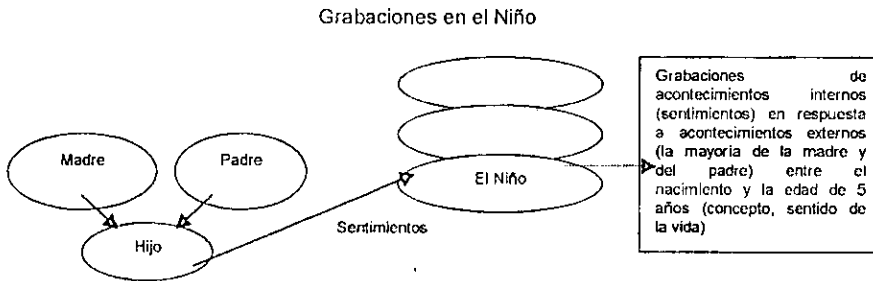 Grabaciones en el Niño
Madre
Padre
Hijo
Sentimientos
El Niño
Grabaciones de
acontecimientos internos
(sentimientos) en respuesta
a acontecimientos externos
(la mayoria de la madre y
del padre) entre el
nacimiento y la edad de 5
años (concepto, sentido de
la vida)